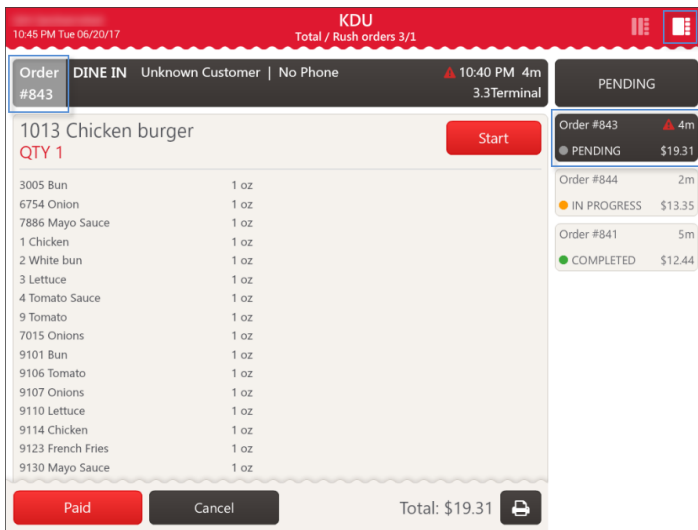 KDU
10:45 PM Tue 06/20/17
Total / Rush orders 3/1
Order #843
DINE IN Unknown Customer | No Phone
10:40 PM 4m
3.3Terminal
1013 Chicken burger
QTY 1
Start
3005 Bun 1 oz
6754 Onion 1 oz
7886 Mayo Sauce 1 oz
1 Chicken 1 oz
2 White bun 1 oz
3 Lettuce 1 oz
4 Tomato Sauce 1 oz
9 Tomato 1 oz
7015 Onions 1 oz
9101 Bun 1 oz
9106 Tomato 1 oz
9107 Onions 1 oz
9110 Lettuce 1 oz
9114 Chicken 1 oz
9123 French Fries 1 oz
9130 Mayo Sauce 1 oz
Paid
Cancel
Total: $19.31
PENDING
Order #843 4m
PENDING $19.31
Order #844 2m
IN PROGRESS $13.35
Order #841 5m
COMPLETED $12.44